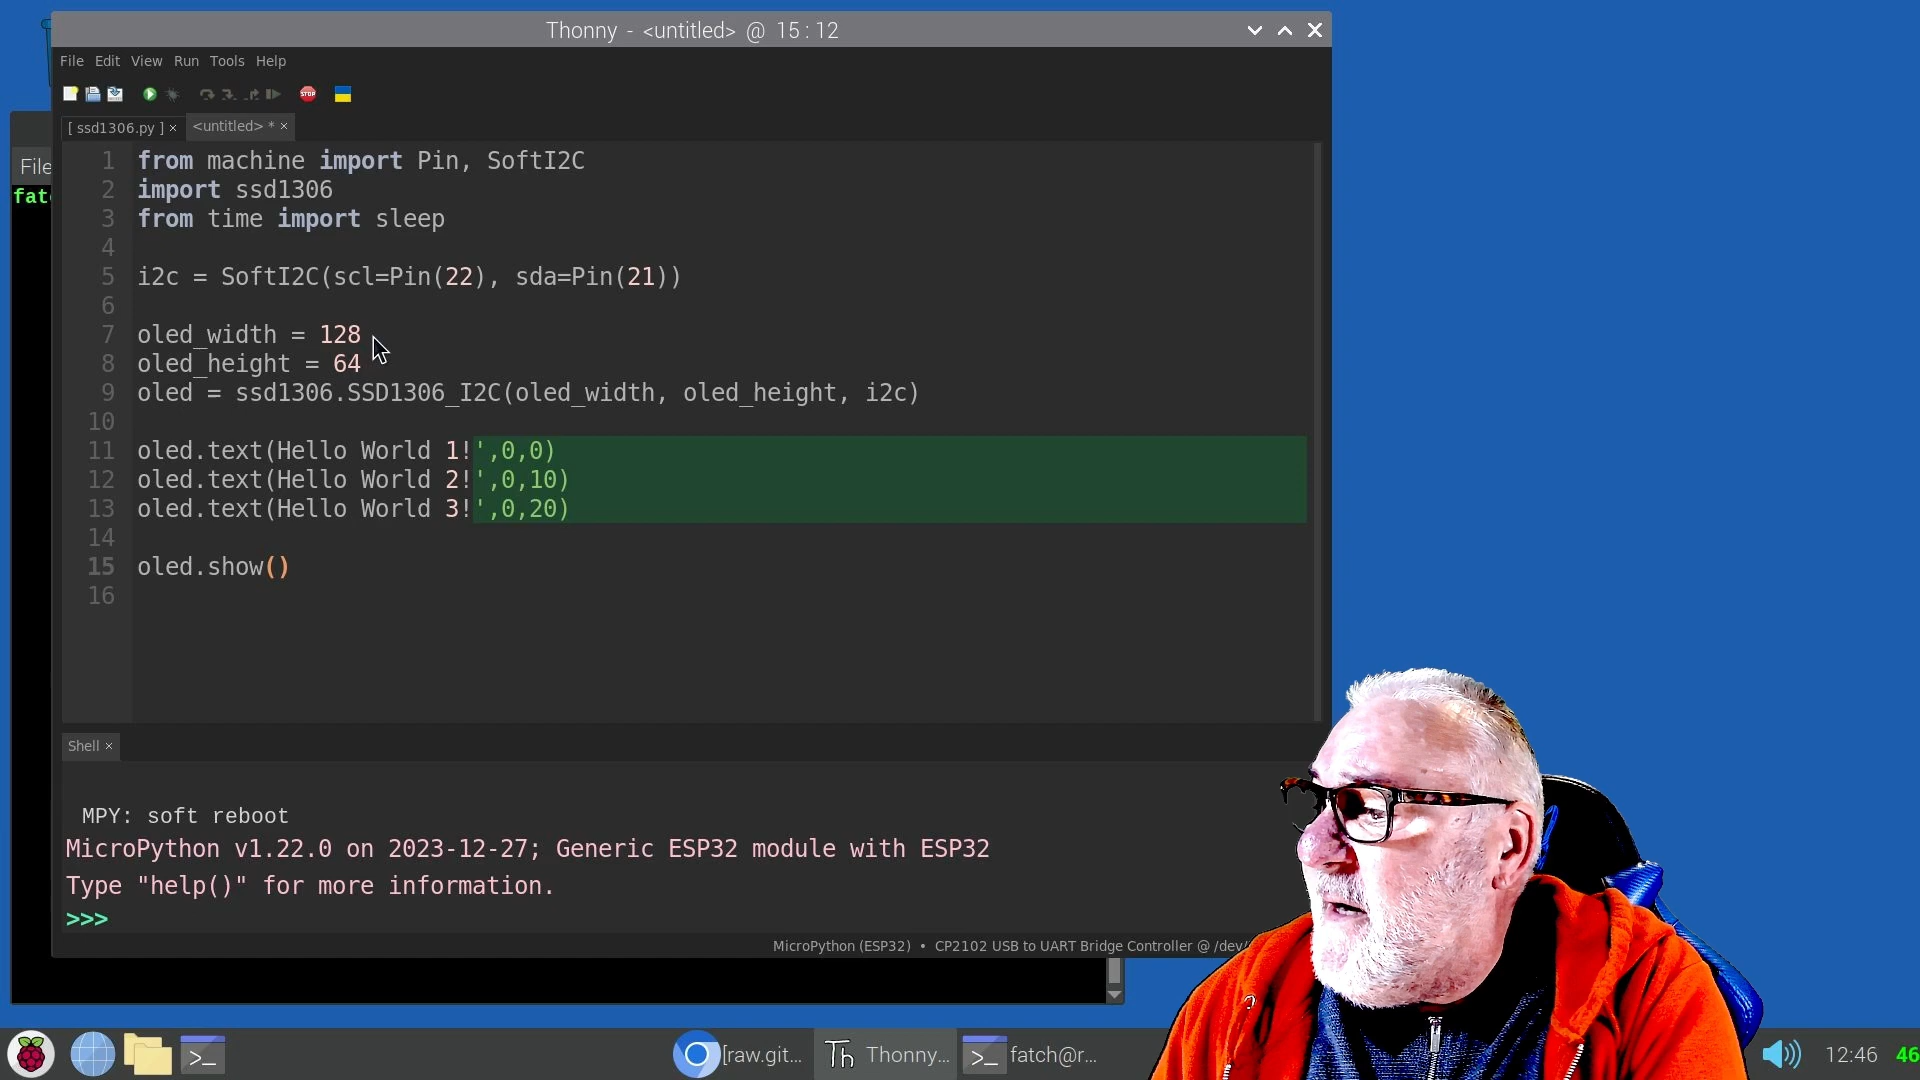 Thonny - <untitled> @ 15 : 12
File Edit View Run Tools Help
STOP
[ ssd1306.py ] × <untitled> * ×
File
fat
1 from machine import Pin, SoftI2C
2 import ssd1306
3 from time import sleep
4
5 i2c = SoftI2C(scl=Pin(22), sda=Pin(21))
6
7 oled_width = 128
8 oled_height = 64
9 oled = ssd1306.SSD1306_I2C(oled_width, oled_height, i2c)
10
11 oled.text(Hello World 1!',0,0)
12 oled.text(Hello World 2!',0,10)
13 oled.text(Hello World 3!',0,20)
14
15 oled.show()
16
Shell ×
MPY: soft reboot
MicroPython v1.22.0 on 2023-12-27; Generic ESP32 module with ESP32
Type "help()" for more information.
>>>
MicroPython (ESP32) • CP2102 USB to UART Bridge Controller @ /dev/
>_ [raw.git... Th Thonny... >_ fatch@r... 12:46 46